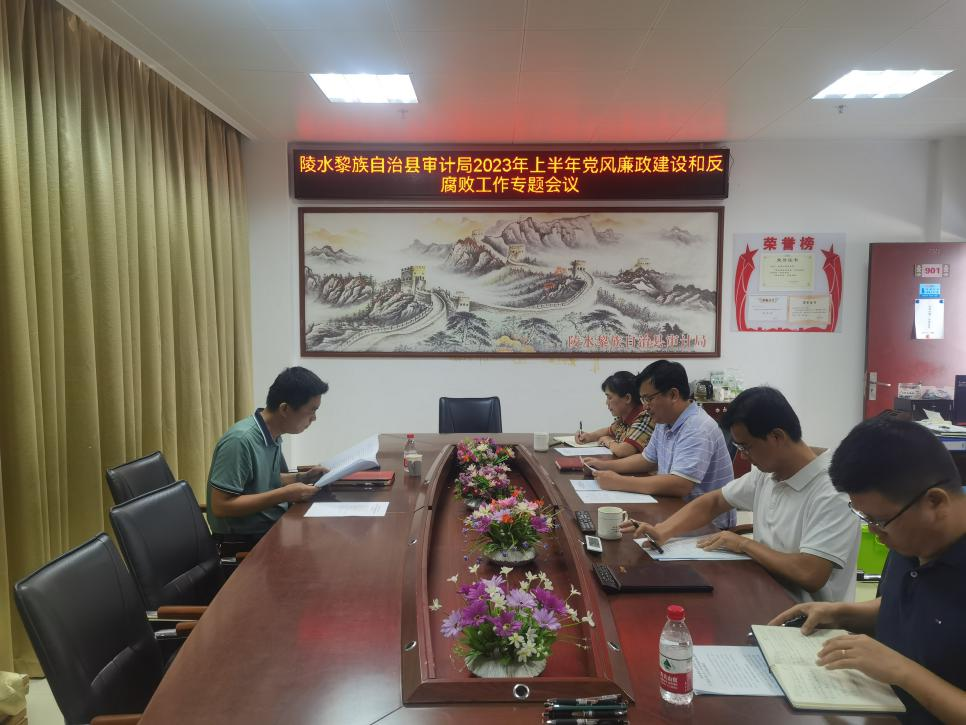 陵水黎族自治县审计局2023年上半年党风廉政建设和反
腐败工作专题会议
荣誉榜
901
陵水黎族自治县审计局